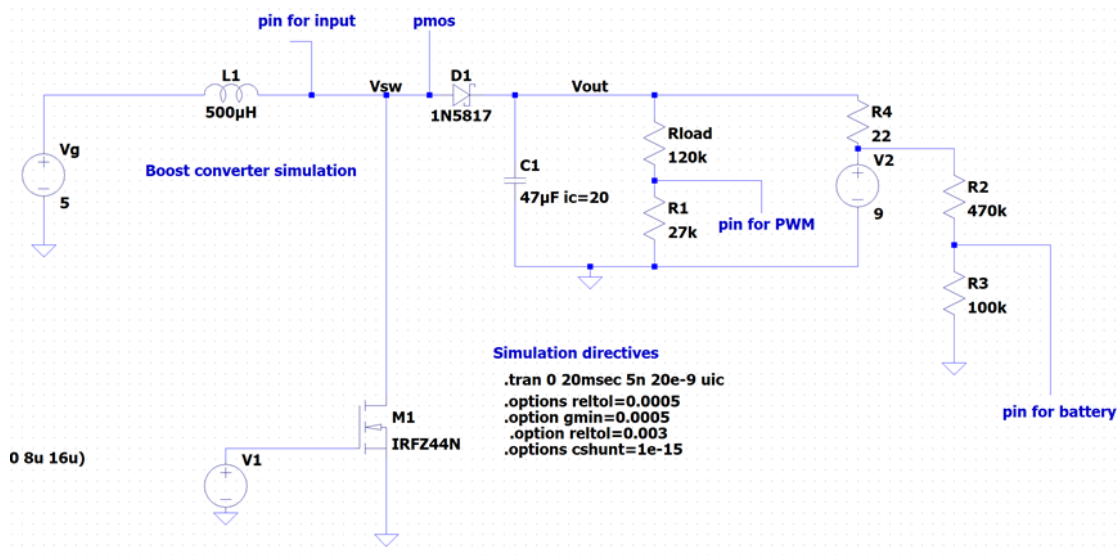 pin for input
pmos
L1
500µH
Vsw
D1
1N5817
Vout
Vg
5
Boost converter simulation
C1
47µF ic=20
Rload
120k
R1
27k
pin for PWM
R4
22
V2
9
R2
470k
R3
100k
pin for battery
Simulation directives
.tran 0 20msec 5n 20e-9 uic
.options reltol=0.0005
.option gmin=0.0005
.option reltol=0.003
.options cshunt=1e-15
M1
IRFZ44N
V1
0 8u 16u)